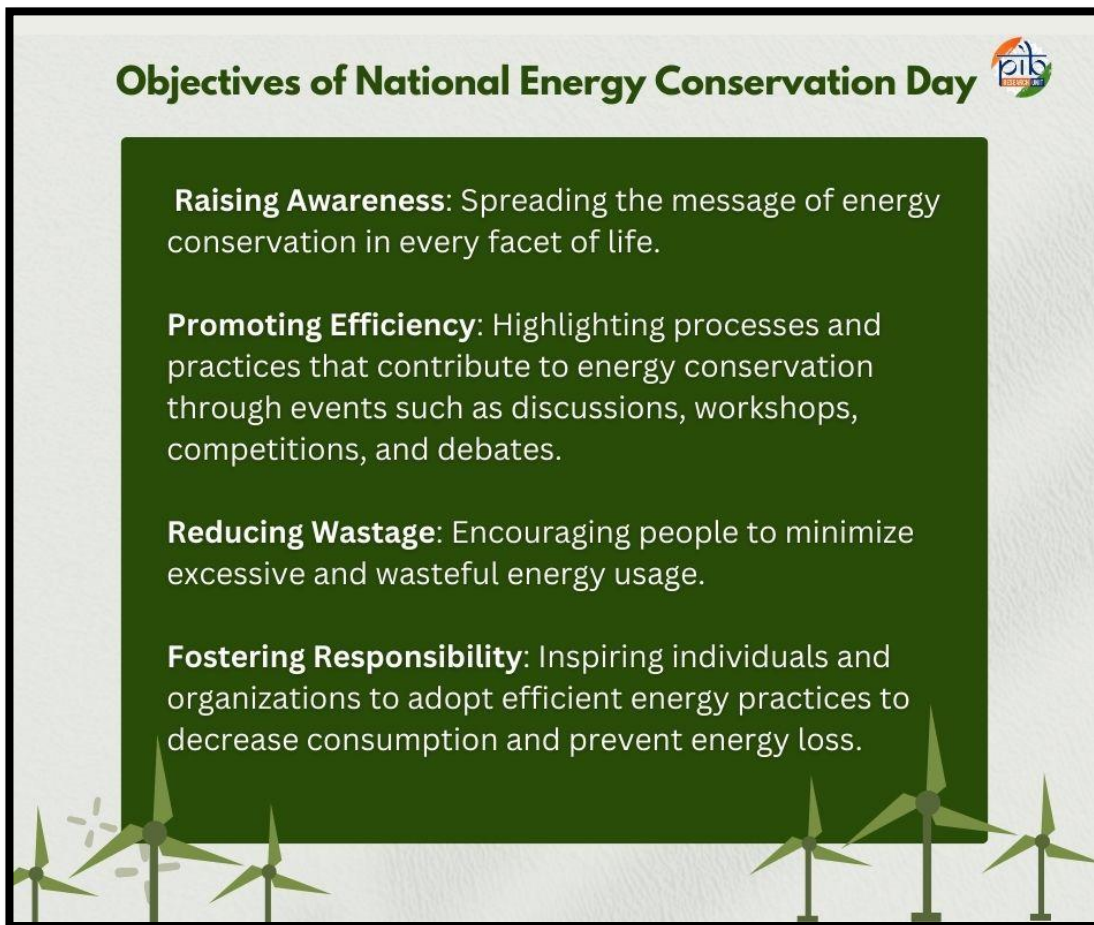 Objectives of National Energy Conservation Day
pib
RESEARCH UNIT
Raising Awareness: Spreading the message of energy
conservation in every facet of life.
Promoting Efficiency: Highlighting processes and
practices that contribute to energy conservation
through events such as discussions, workshops,
competitions, and debates.
Reducing Wastage: Encouraging people to minimize
excessive and wasteful energy usage.
Fostering Responsibility: Inspiring individuals and
organizations to adopt efficient energy practices to
decrease consumption and prevent energy loss.